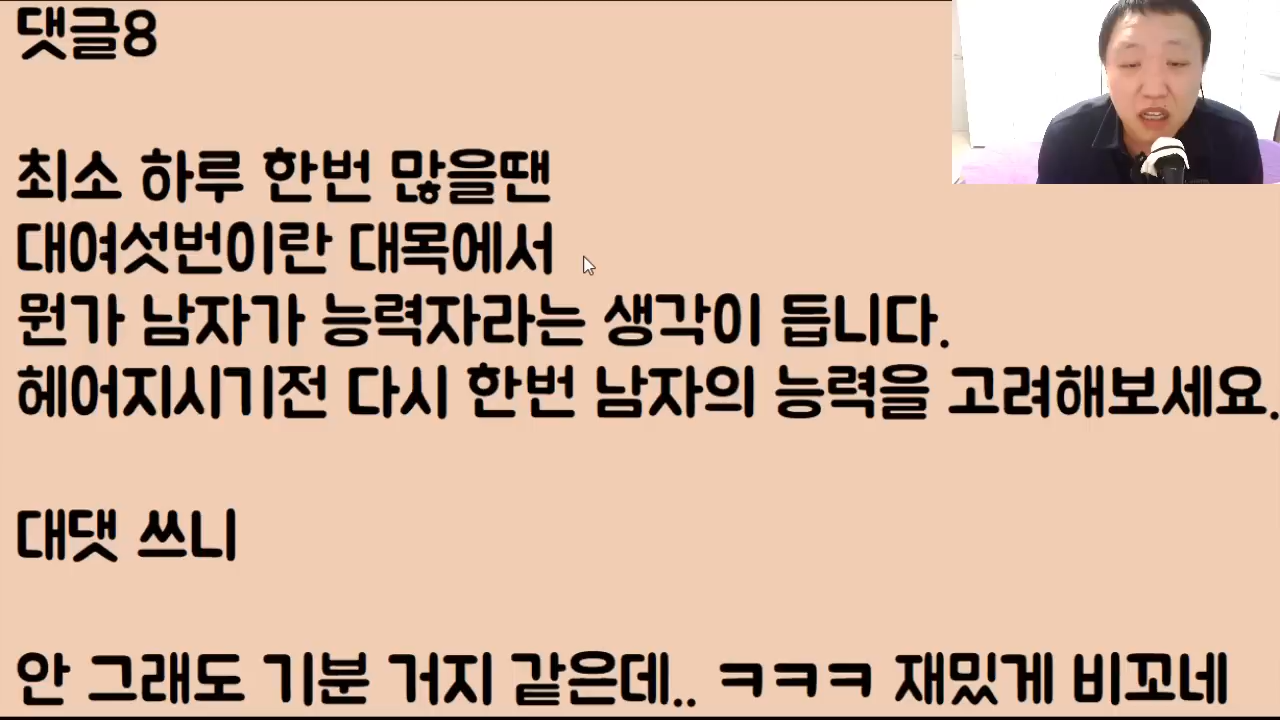 댓글8
최소 하루 한번 많을땐
대여섯번이란 대목에서
뭔가 남자가 능력자라는 생각이 듭니다.
헤어지시기전 다시 한번 남자의 능력을 고려해보세요.
대댓 쓰니
안 그래도 기분 거지 같은데.. ㅋㅋㅋ 재밌게 비꼬네